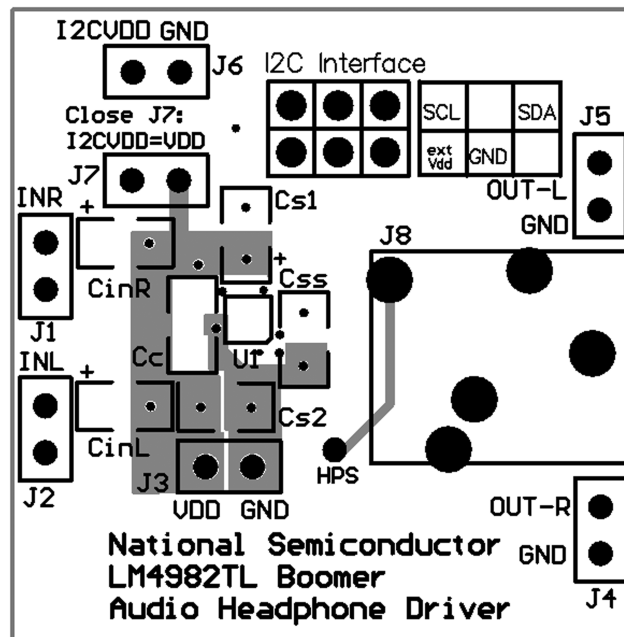 I2CVDD GND
J6
I2C Interface
Close J7:
I2CVDD=VDD
J7
SCL SDA
ext
Vdd GND
J5
OUT-L
GND
INR
+
Cs1
J8
+
CinR
Css
J1
Cc
U1
INL
+
CinL
Cs2
J2
J3
HPS
VDD GND
OUT-R
GND
J4
National Semiconductor
LM4982TL Boomer
Audio Headphone Driver